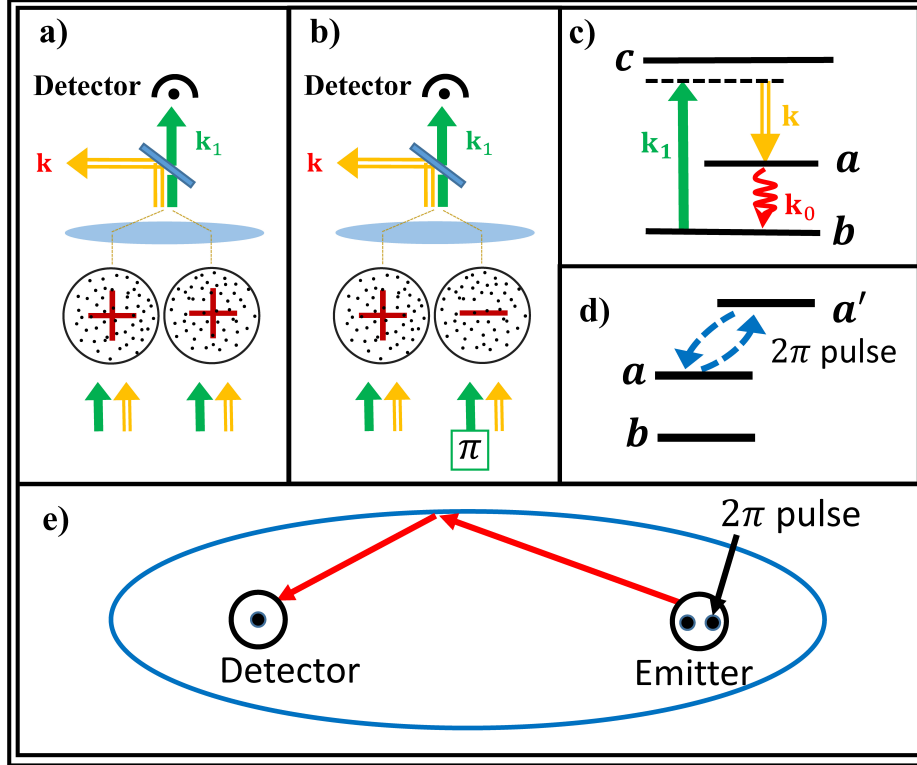 a)
Detector
k₁
k
b)
Detector
k₁
k
π
c)
c
k₁
k
a
k₀
b
d)
a′
2π pulse
a
b
e)
2π pulse
Detector
Emitter